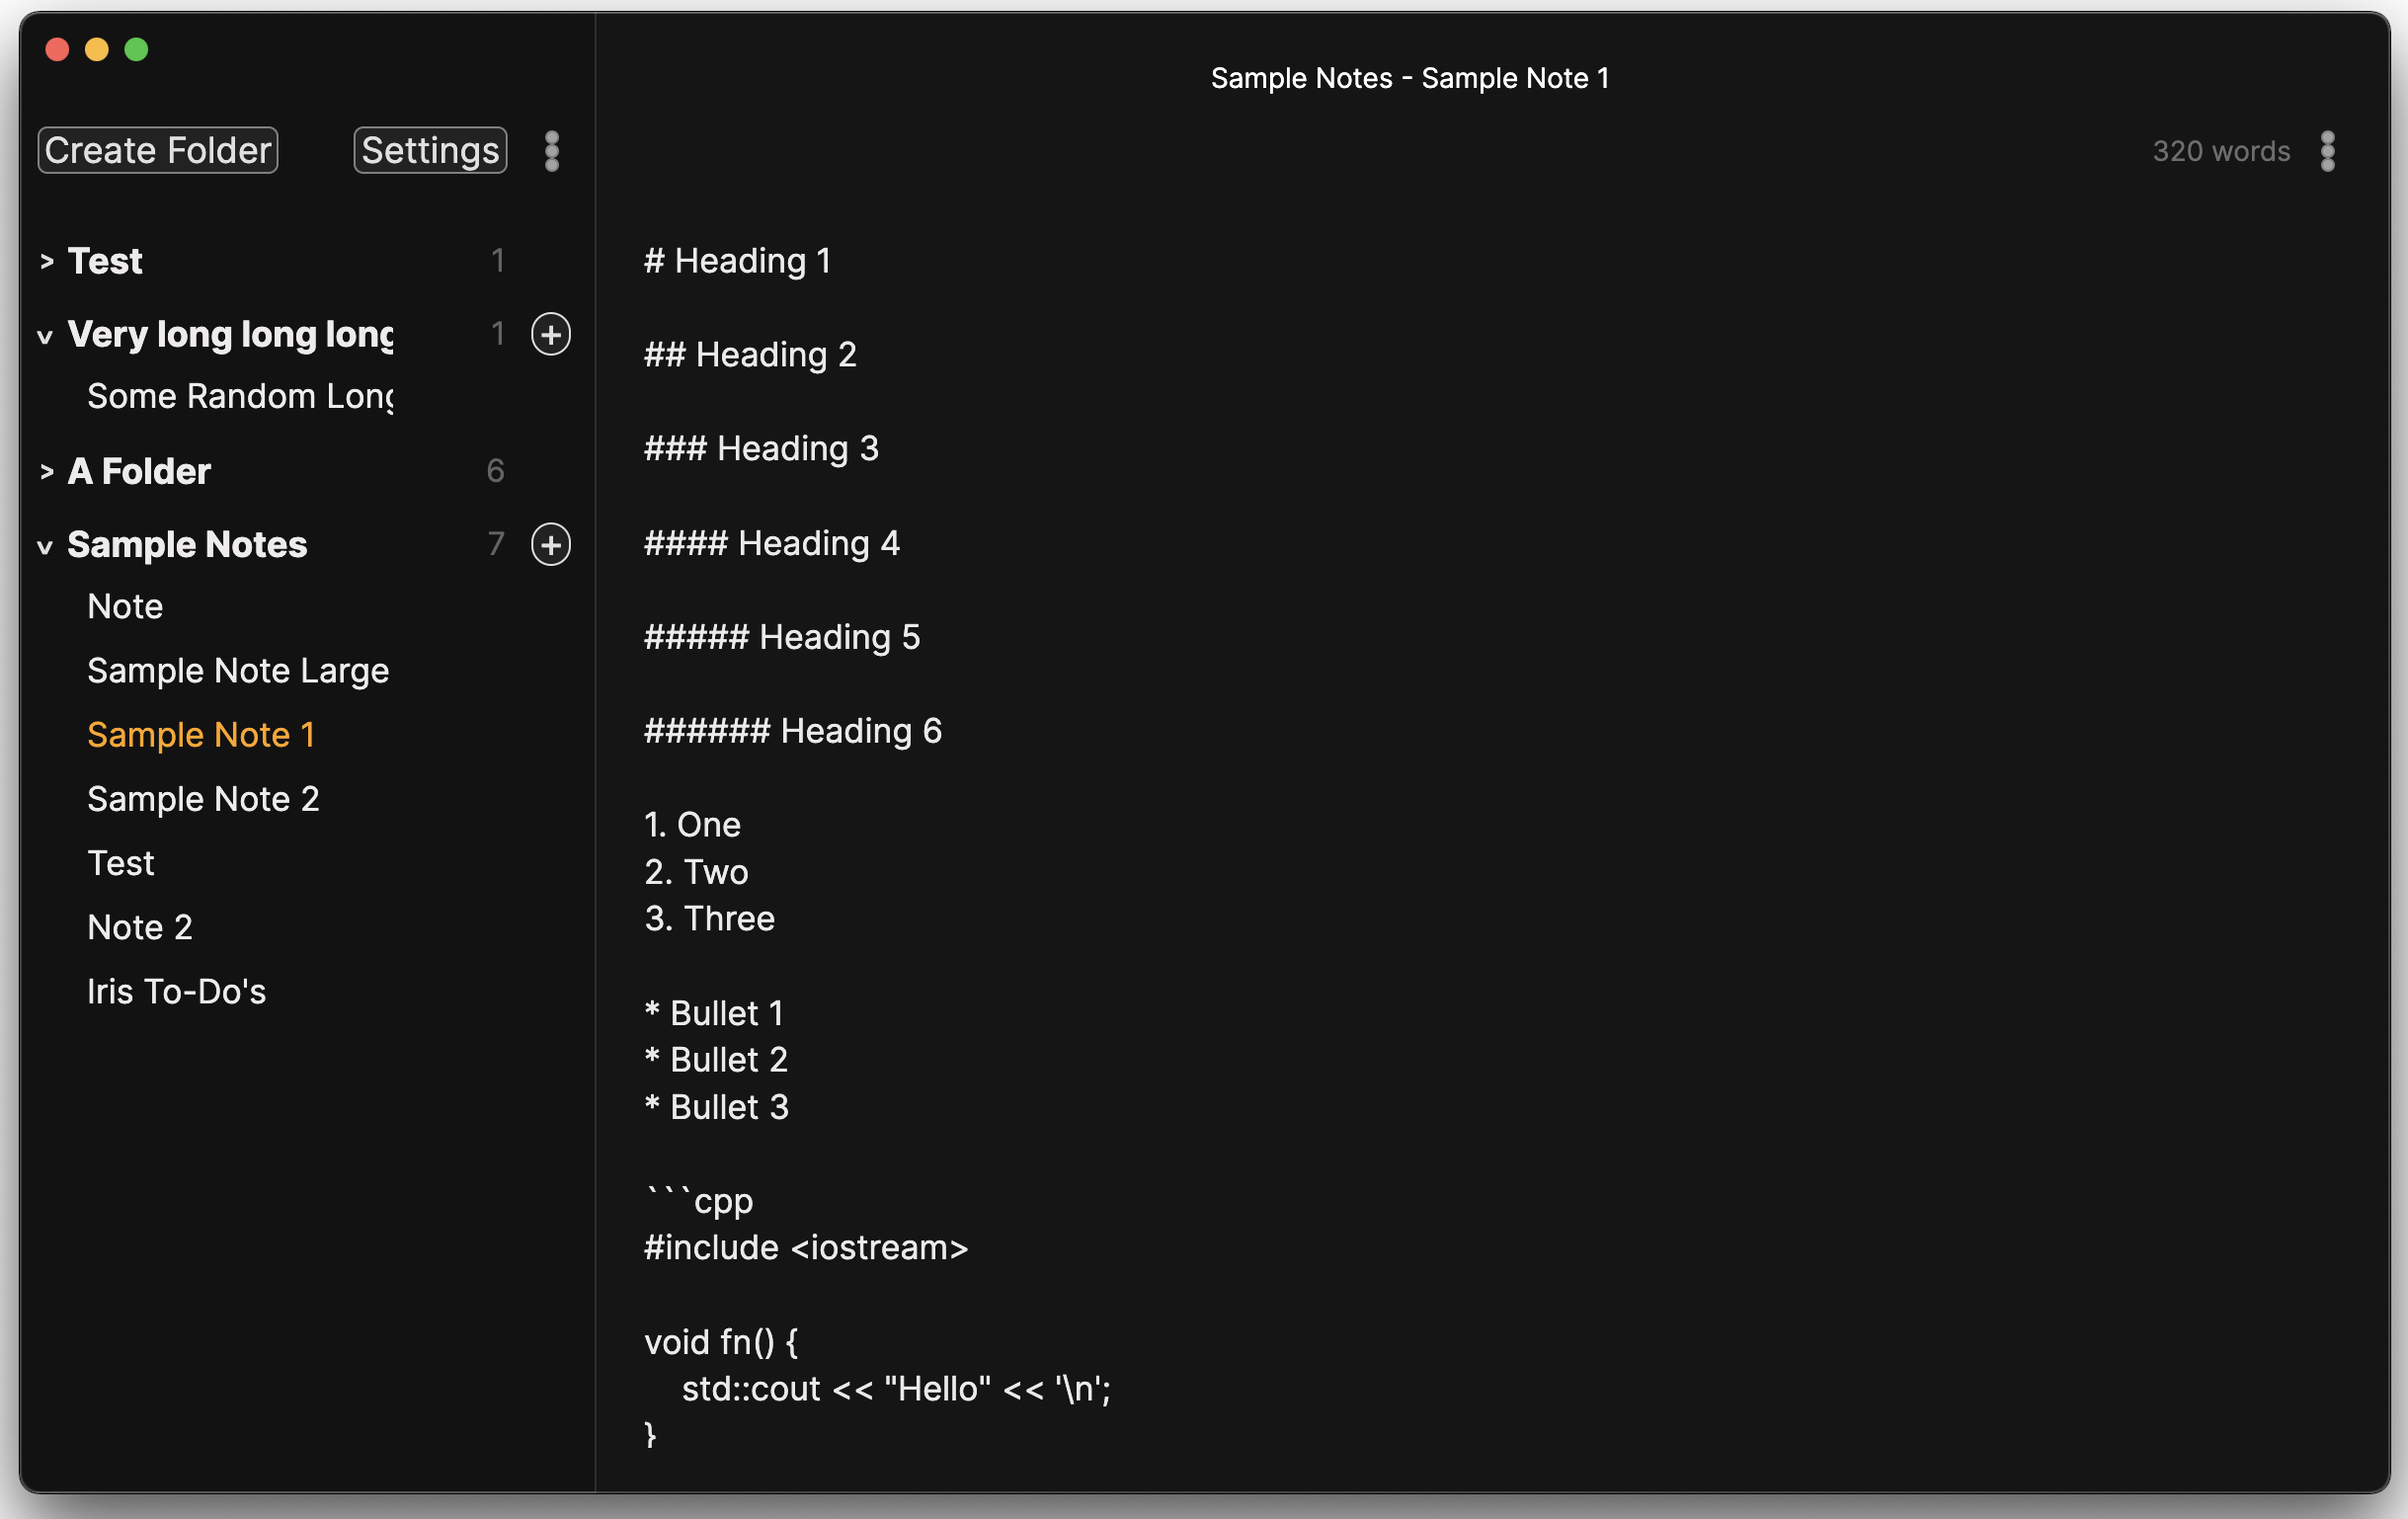 Sample Notes - Sample Note 1
Create Folder
Settings
320 words
> Test 1
v Very long long long 1 +
Some Random Long
> A Folder 6
v Sample Notes 7 +
Note
Sample Note Large
Sample Note 1
Sample Note 2
Test
Note 2
Iris To-Do's
# Heading 1
## Heading 2
### Heading 3
#### Heading 4
##### Heading 5
###### Heading 6
1. One
2. Two
3. Three
* Bullet 1
* Bullet 2
* Bullet 3
```cpp
#include <iostream>
void fn() {
    std::cout << "Hello" << '\n';
}